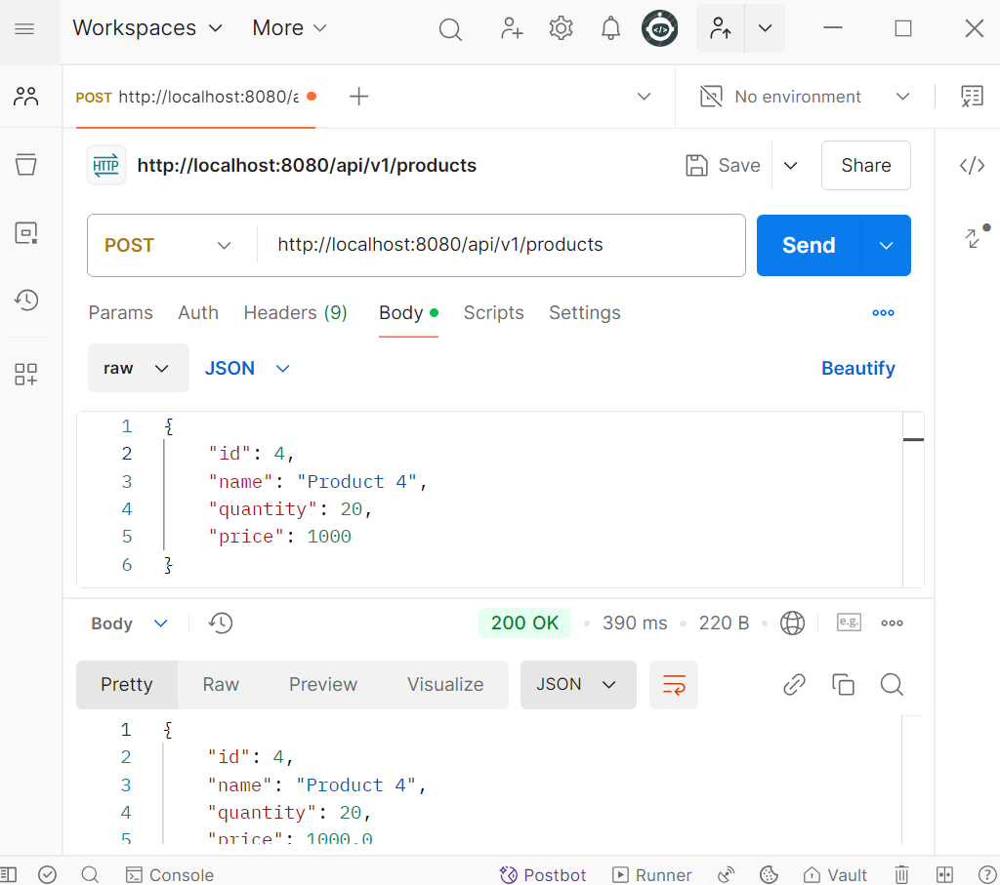 Workspaces More
POST http://localhost:8080/a No environment
HTTP http://localhost:8080/api/v1/products Save Share
POST http://localhost:8080/api/v1/products Send
Params Auth Headers (9) Body Scripts Settings
raw JSON Beautify
1 {
2 "id": 4,
3 "name": "Product 4",
4 "quantity": 20,
5 "price": 1000
6 }
Body 200 OK 390 ms 220 B e.g.
Pretty Raw Preview Visualize JSON
1 {
2 "id": 4,
3 "name": "Product 4",
4 "quantity": 20,
5 "price": 1000.0
Console Postbot Runner Vault